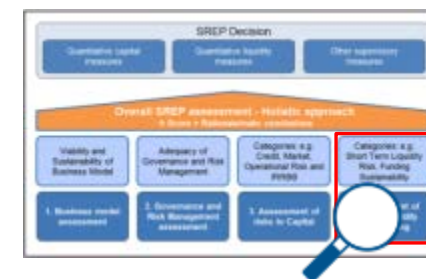 SREP Decision
Quantitative capital
measures
Quantitative liquidity
measures
Other supervisory
measures
Overall SREP assessment - Holistic approach
Viability and
Sustainability of
Business Model
Adequacy of
Governance and Risk
Management
Categories: e.g.
Credit, Market,
Operational Risk and
IRRBB
Categories: e.g.
Short Term Liquidity
Risk, Funding
Sustainability
1. Business model
assessment
2. Governance and
Risk Management
assessment
3. Assessment of
risks to Capital